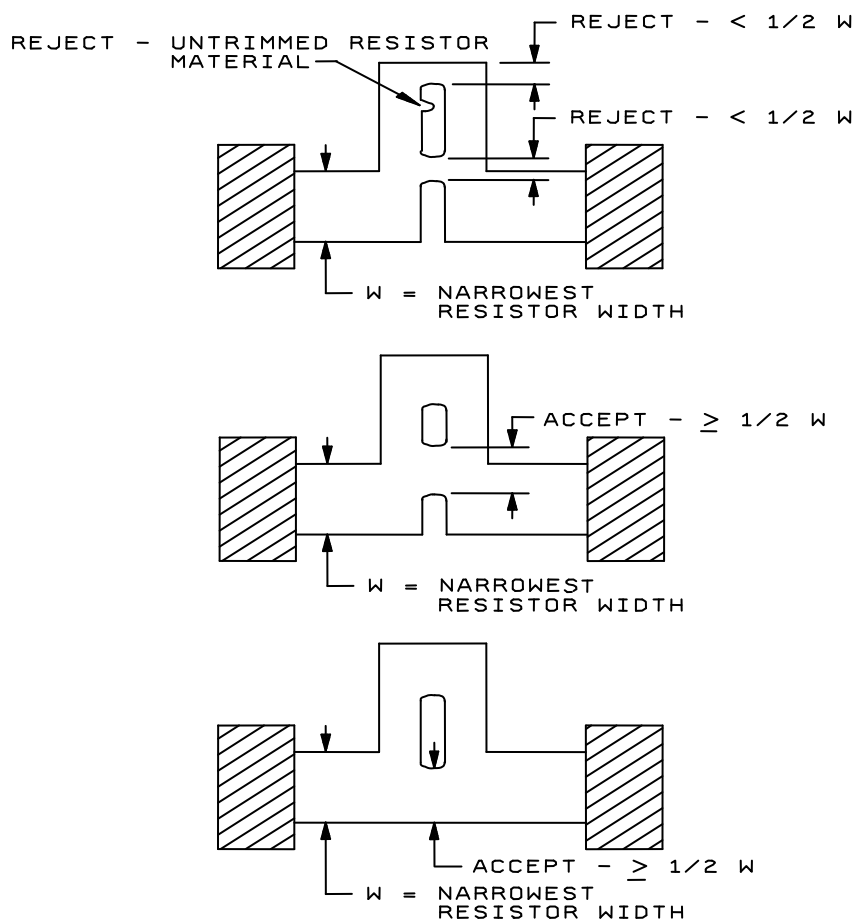 REJECT - < 1/2 W
REJECT - UNTRIMMED RESISTOR
MATERIAL
REJECT - < 1/2 W
W = NARROWEST
RESISTOR WIDTH
ACCEPT - ≥ 1/2 W
W = NARROWEST
RESISTOR WIDTH
ACCEPT - ≥ 1/2 W
W = NARROWEST
RESISTOR WIDTH